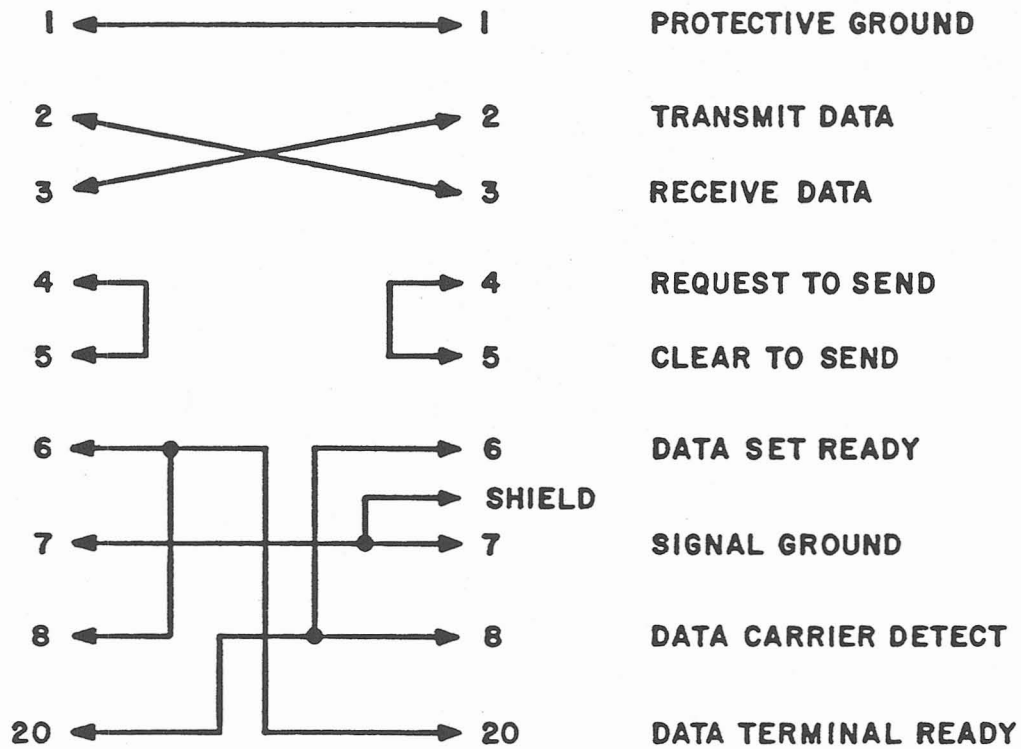 1 1 PROTECTIVE GROUND
2 2 TRANSMIT DATA
3 3 RECEIVE DATA
4 4 REQUEST TO SEND
5 5 CLEAR TO SEND
6 6 DATA SET READY
SHIELD
7 7 SIGNAL GROUND
8 8 DATA CARRIER DETECT
20 20 DATA TERMINAL READY